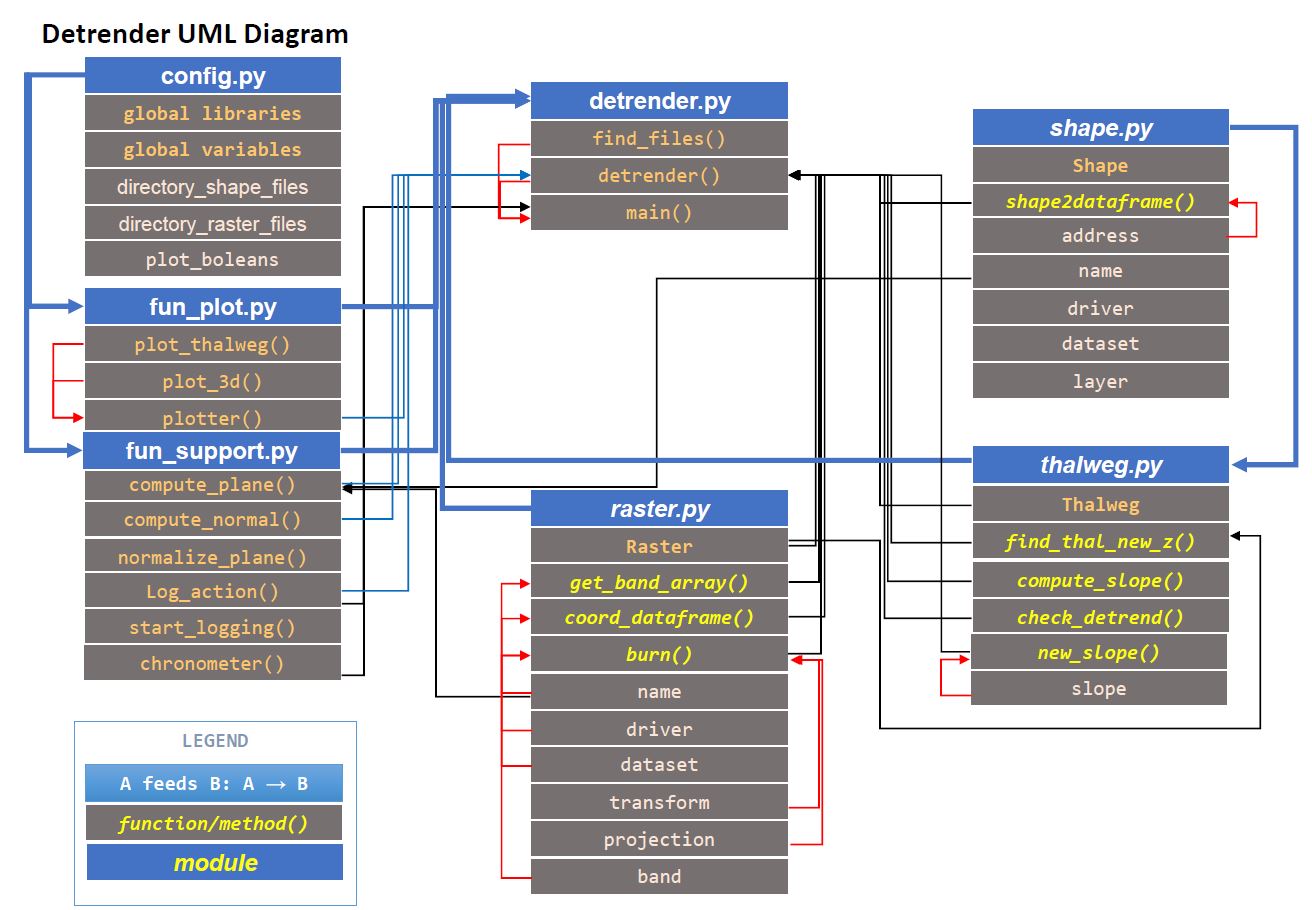 Detrender UML Diagram
config.py
global libraries
global variables
directory_shape_files
directory_raster_files
plot_boleans
fun_plot.py
plot_thalweg()
plot_3d()
plotter()
fun_support.py
compute_plane()
compute_normal()
normalize_plane()
Log_action()
start_logging()
chronometer()
LEGEND
A feeds B: A → B
function/method()
module
detrender.py
find_files()
detrender()
main()
raster.py
Raster
get_band_array()
coord_dataframe()
burn()
name
driver
dataset
transform
projection
band
shape.py
Shape
shape2dataframe()
address
name
driver
dataset
layer
thalweg.py
Thalweg
find_thal_new_z()
compute_slope()
check_detrend()
new_slope()
slope